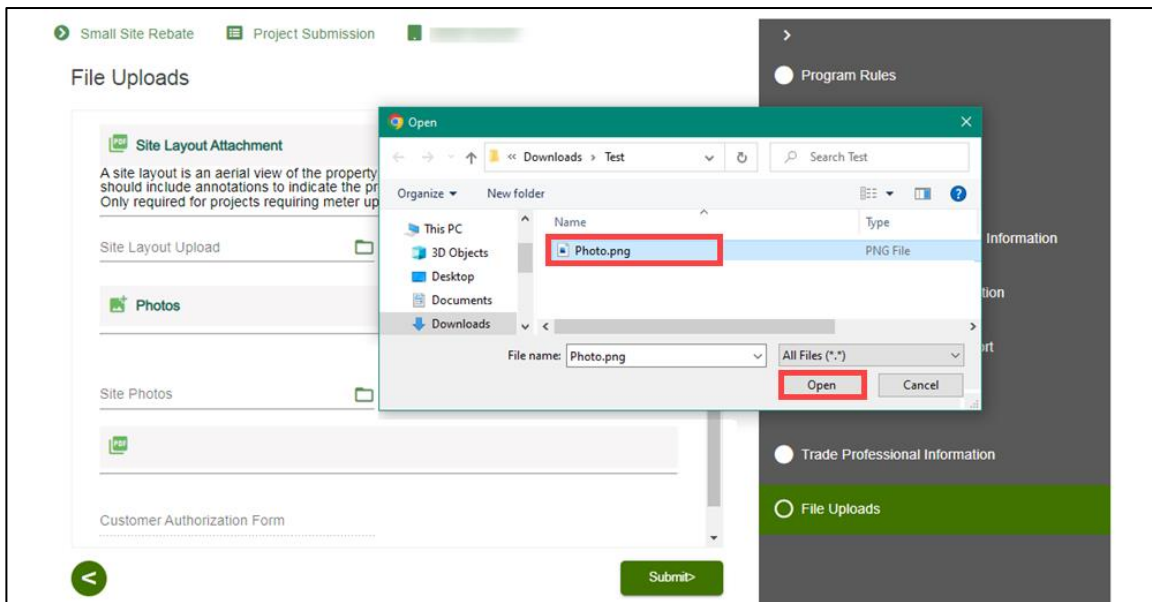 Small Site Rebate
Project Submission
File Uploads
Site Layout Attachment
A site layout is an aerial view of the property
should include annotations to indicate the pr
Only required for projects requiring meter up
Site Layout Upload
Photos
Site Photos
Customer Authorization Form
<
Submit>
Open
« Downloads > Test
Search Test
Organize
New folder
This PC
3D Objects
Desktop
Documents
Downloads
Name
Type
Photo.png
PNG File
File name: Photo.png
All Files (*.*)
Open
Cancel
>
Program Rules
Information
tion
ort
Trade Professional Information
File Uploads